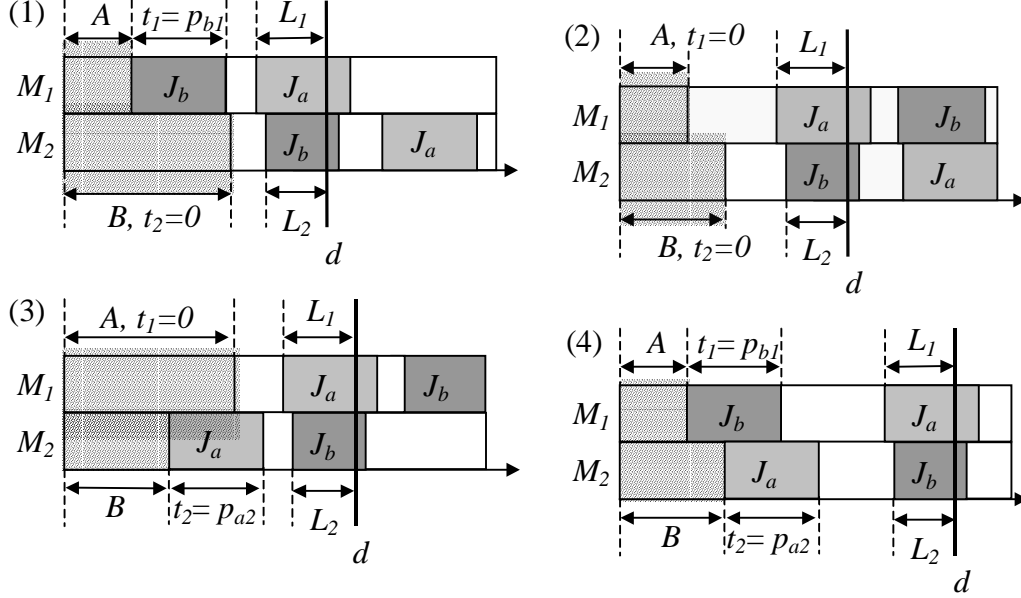 (1)
A
t1= pb1
L1
M1
Jb
Ja
M2
Jb
Ja
B, t2=0
L2
d
(2)
A, t1=0
L1
M1
Ja
Jb
M2
Jb
Ja
B, t2=0
L2
d
(3)
A, t1=0
L1
M1
Ja
Jb
M2
Ja
Jb
B
t2= pa2
L2
d
(4)
A
t1= pb1
L1
M1
Jb
Ja
M2
Ja
Jb
B
t2=pa2
L2
d